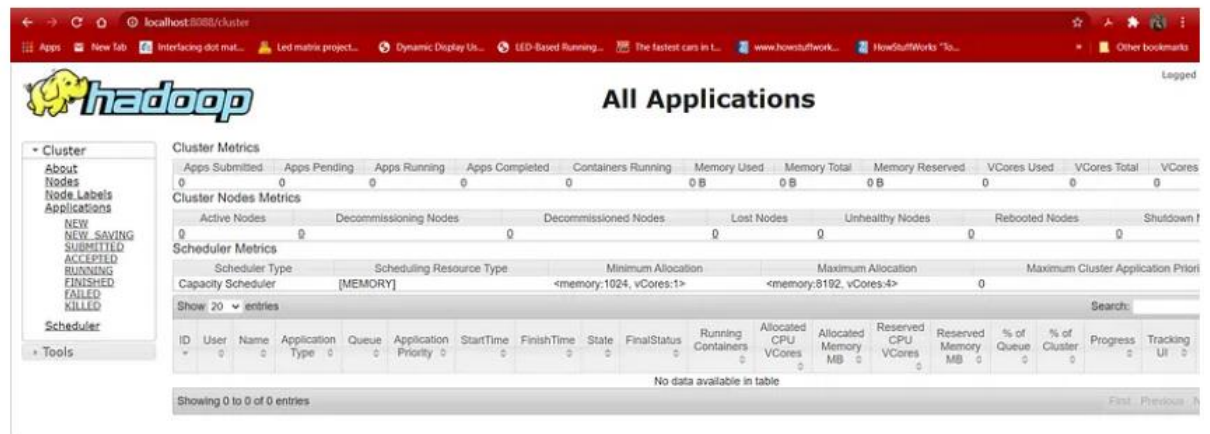 localhost:8088/cluster
Apps New Tab Interfacing dot mat... Led matrix project... Dynamic Display Us... LED-Based Running... The fastest cars in t... www.howstuffwork... HowStuffWorks "To... Other bookmarks
Logged
hadoop
All Applications
Cluster
About
Nodes
Node Labels
Applications
NEW
NEW_SAVING
SUBMITTED
ACCEPTED
RUNNING
FINISHED
FAILED
KILLED
Scheduler
Tools
Cluster Metrics
Apps Submitted Apps Pending Apps Running Apps Completed Containers Running Memory Used Memory Total Memory Reserved VCores Used VCores Total VCores
0 0 0 0 0 0 B 0 B 0 B 0 0 0
Cluster Nodes Metrics
Active Nodes Decommissioning Nodes Decommissioned Nodes Lost Nodes Unhealthy Nodes Rebooted Nodes Shutdown
0 0 0 0 0 0 0
Scheduler Metrics
Scheduler Type Scheduling Resource Type Minimum Allocation Maximum Allocation Maximum Cluster Application Priori
Capacity Scheduler [MEMORY] <memory:1024, vCores:1> <memory:8192, vCores:4> 0
Show 20 entries Search:
ID User Name Application Type Queue Application Priority StartTime FinishTime State FinalStatus Running Containers Allocated CPU VCores Allocated Memory MB Reserved CPU VCores Reserved Memory MB % of Queue % of Cluster Progress Tracking UI
No data available in table
Showing 0 to 0 of 0 entries First Previous